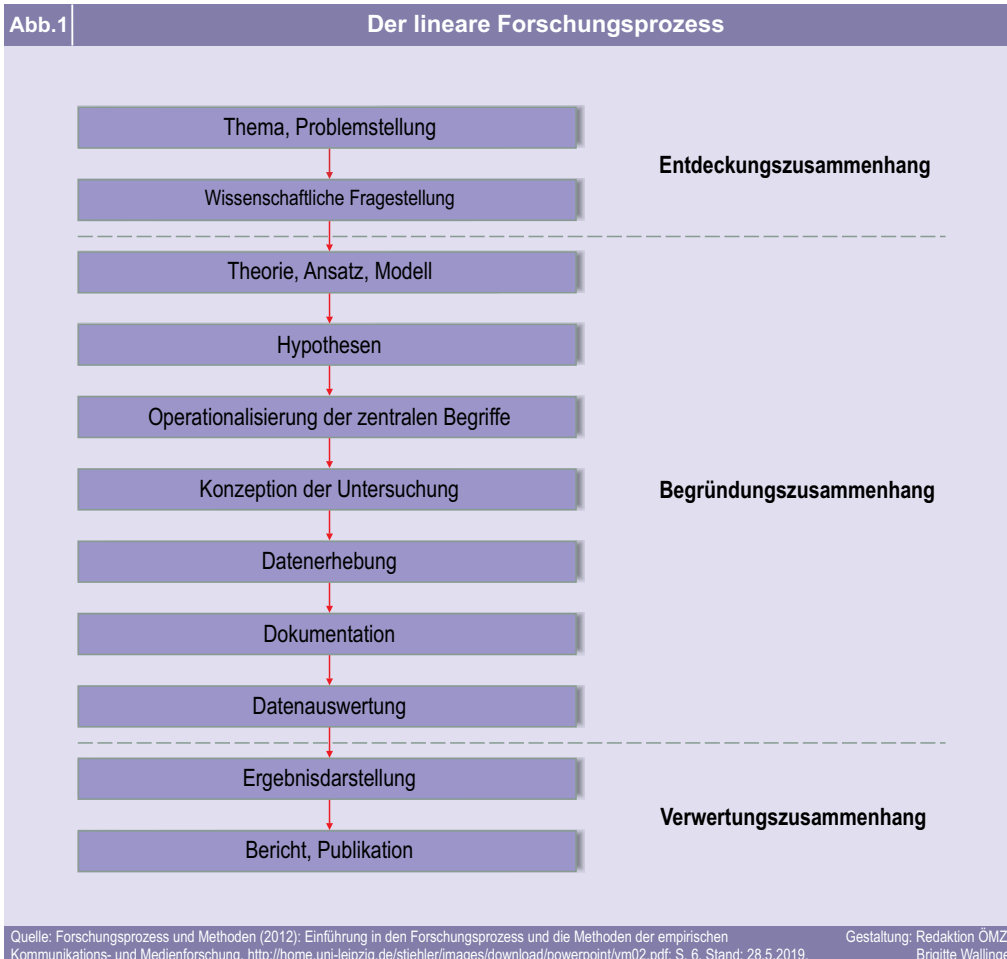 Abb.1
Der lineare Forschungsprozess
Thema, Problemstellung
Entdeckungszusammenhang
Wissenschaftliche Fragestellung
Theorie, Ansatz, Modell
Hypothesen
Operationalisierung der zentralen Begriffe
Konzeption der Untersuchung
Begründungszusammenhang
Datenerhebung
Dokumentation
Datenauswertung
Ergebnisdarstellung
Verwertungszusammenhang
Bericht, Publikation
Quelle: Forschungsprozess und Methoden (2012): Einführung in den Forschungsprozess und die Methoden der empirischen
Kommunikations- und Medienforschung, http://home.uni-leipzig.de/stiehler/images/download/powerpoint/vm02.pdf; S. 6. Stand: 28.5.2019.
Gestaltung: Redaktion ÖMZ
Brigitte